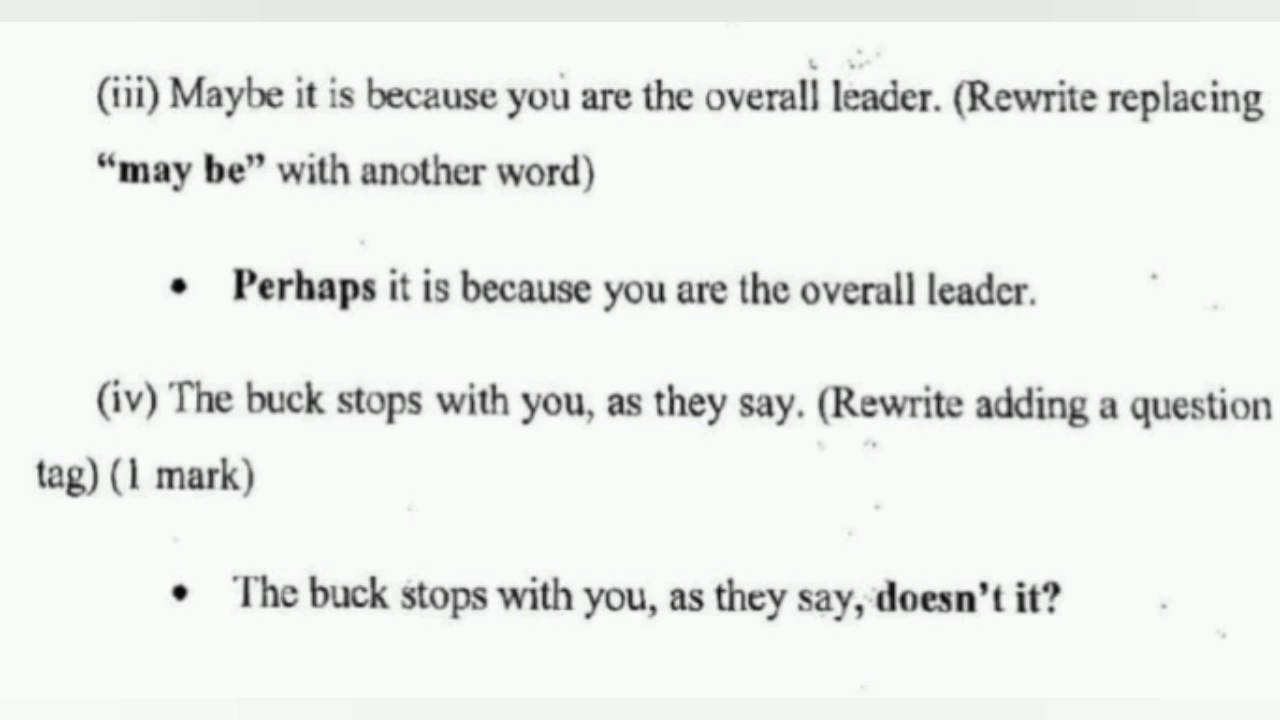 (iii) Maybe it is because you are the overall leader. (Rewrite replacing
“may be” with another word)
• Perhaps it is because you are the overall leader.
(iv) The buck stops with you, as they say. (Rewrite adding a question
tag) (1 mark)
• The buck stops with you, as they say, doesn’t it?